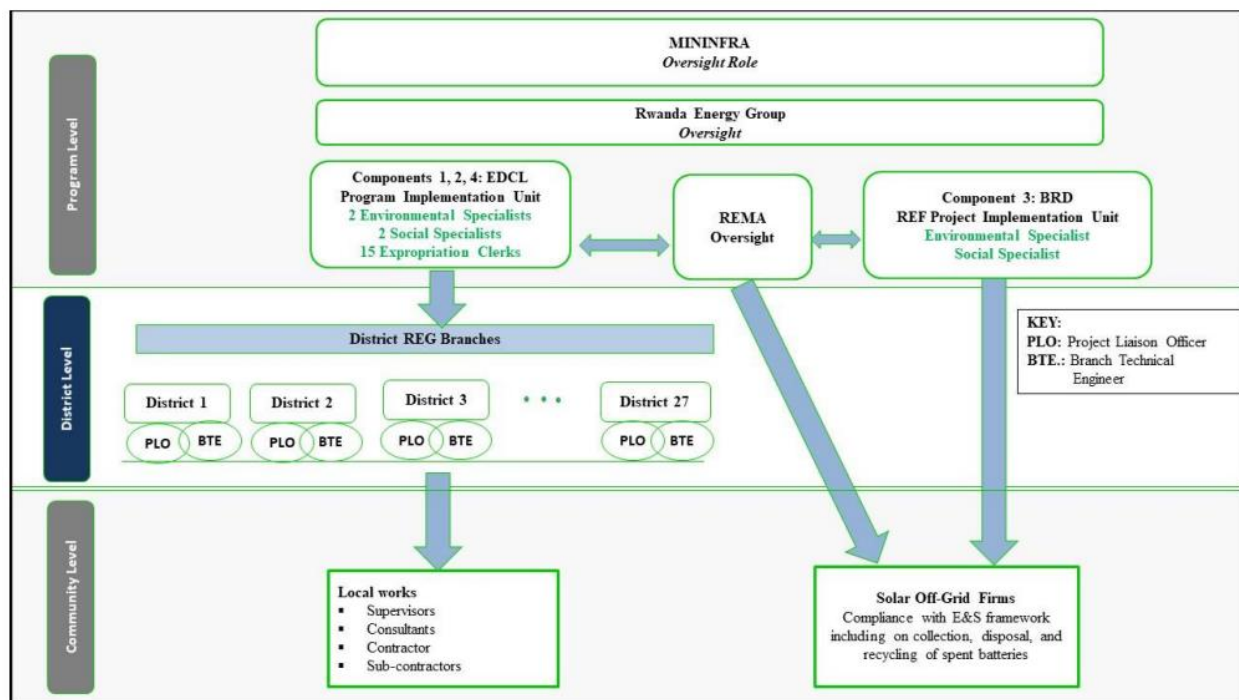 Program Level
MININFRA
Oversight Role
Rwanda Energy Group
Oversight
Components 1, 2, 4: EDCL
Program Implementation Unit
2 Environmental Specialists
2 Social Specialists
15 Expropriation Clerks
REMA
Oversight
Component 3: BRD
REF Project Implementation Unit
Environmental Specialist
Social Specialist
District Level
District REG Branches
KEY:
PLO: Project Liaison Officer
BTE.: Branch Technical
Engineer
District 1
District 2
District 3
• • •
District 27
PLO
BTE
PLO
BTE
PLO
BTE
PLO
BTE
Community Level
Local works
▪ Supervisors
▪ Consultants
▪ Contractor
▪ Sub-contractors
Solar Off-Grid Firms
Compliance with E&S framework
including on collection, disposal, and
recycling of spent batteries